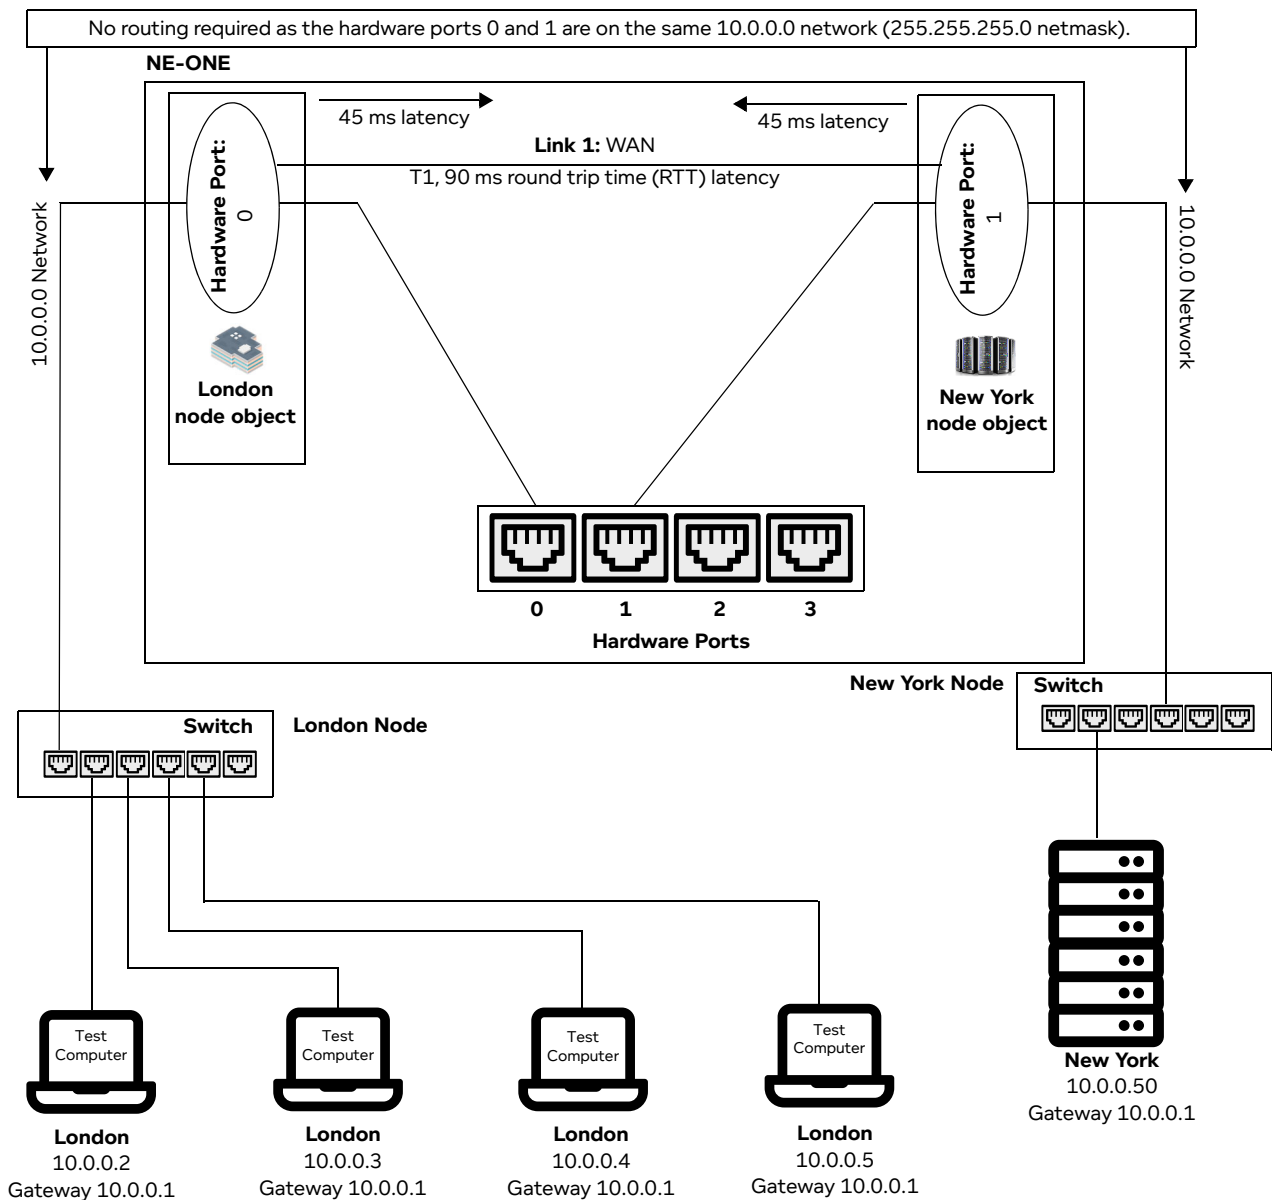 No routing required as the hardware ports 0 and 1 are on the same 10.0.0.0 network (255.255.255.0 netmask).
NE-ONE
45 ms latency
45 ms latency
Link 1: WAN
T1, 90 ms round trip time (RTT) latency
10.0.0.0 Network
Hardware Port:
0
Hardware Port:
1
10.0.0.0 Network
London
node object
New York
node object
0
1
2
3
Hardware Ports
New York Node
Switch
Switch
London Node
Test
Computer
Test
Computer
Test
Computer
Test
Computer
New York
10.0.0.50
Gateway 10.0.0.1
London
10.0.0.2
Gateway 10.0.0.1
London
10.0.0.3
Gateway 10.0.0.1
London
10.0.0.4
Gateway 10.0.0.1
London
10.0.0.5
Gateway 10.0.0.1